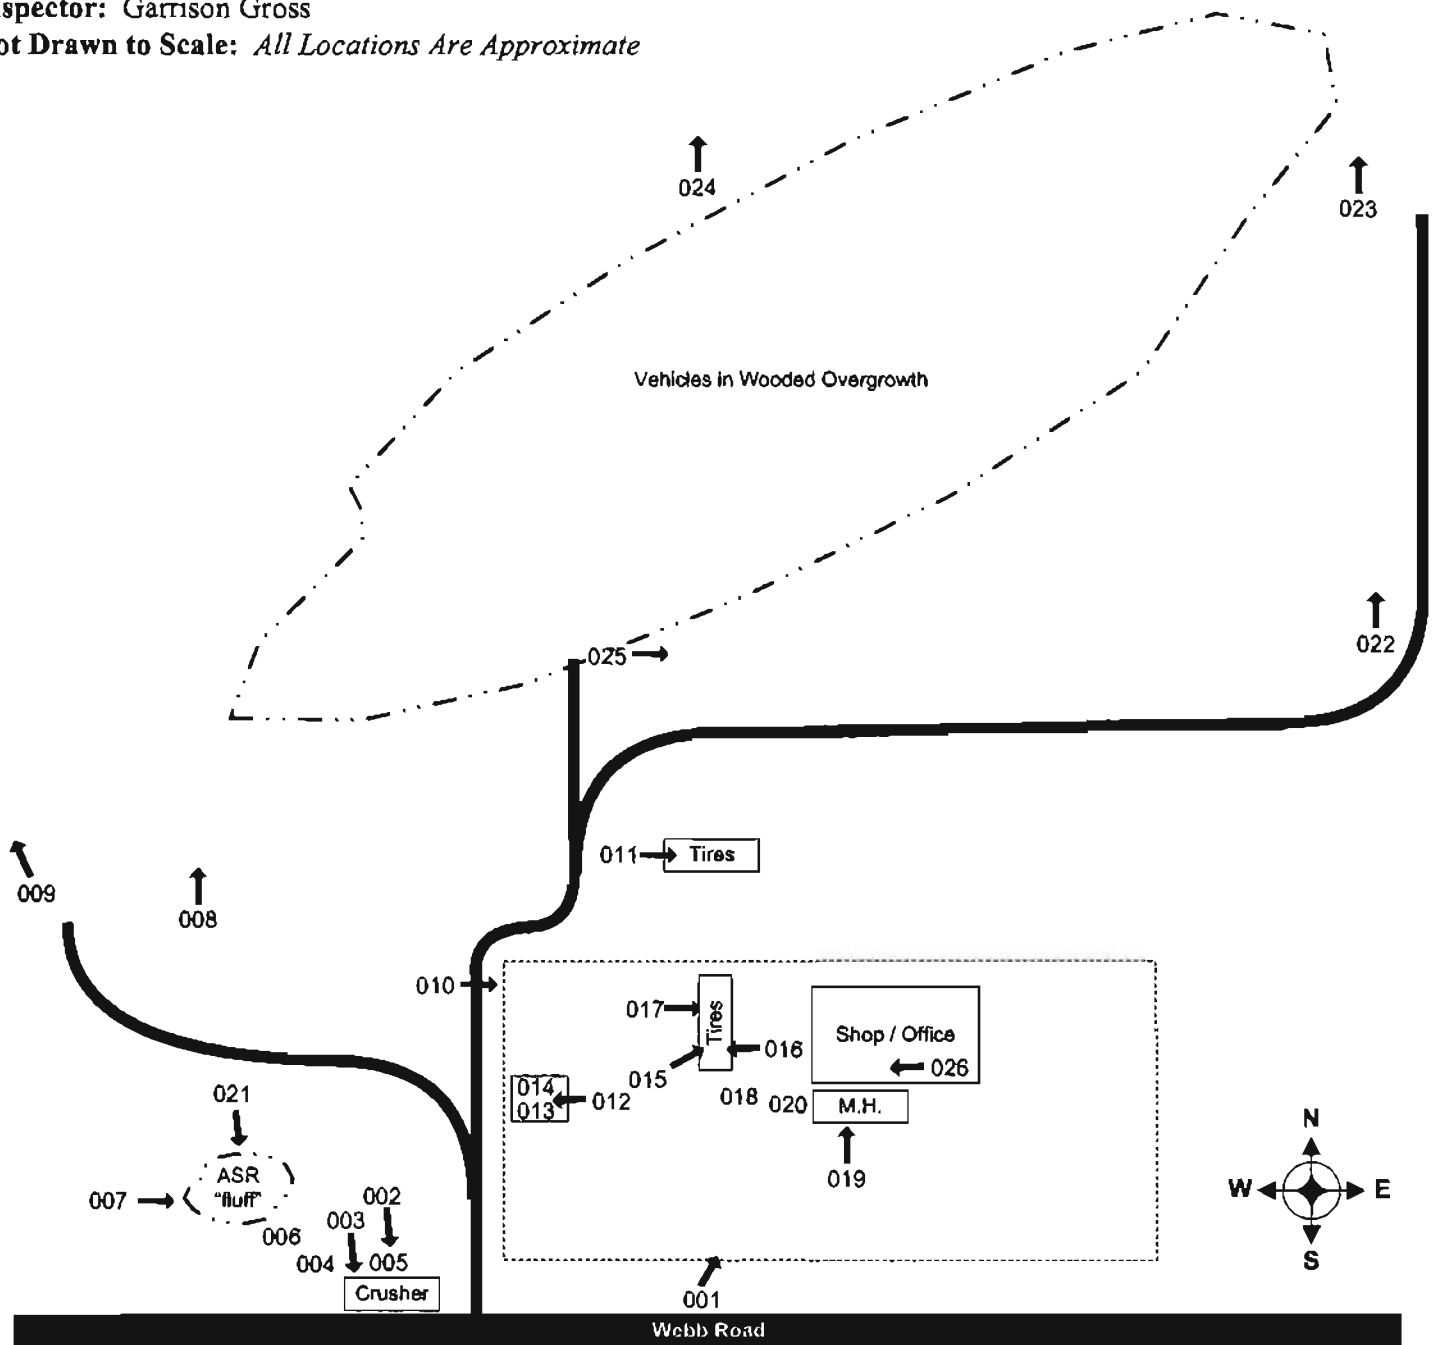 spector: Garrison Gross
ot Drawn to Scale: All Locations Are Approximate
024
023
Vehicles in Wooded Overgrowth
022
025
011 Tires
009
008
010
017
Tires
Shop / Office
016
026
015
014
013
012
018
020
M.H.
021
ASR
"fluff"
007
002
003
006
004
005
019
Crusher
001
N
W
E
S
Webb Road